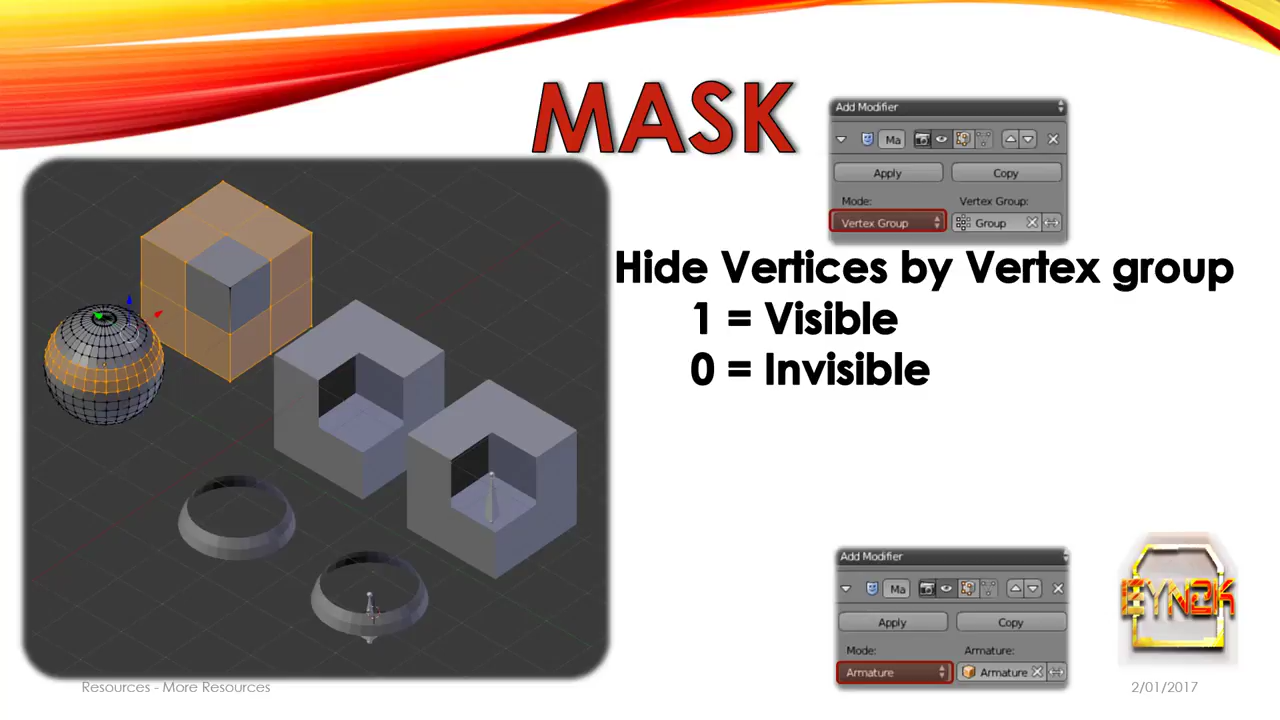 MASK
Add Modifier
Ma
Apply Copy
Mode: Vertex Group:
Vertex Group Group
Hide Vertices by Vertex group
1 = Visible
0 = Invisible
Add Modifier
Ma
Apply Copy
Mode: Armature:
Armature Armature
EYN2K
Resources - More Resources
2/01/2017